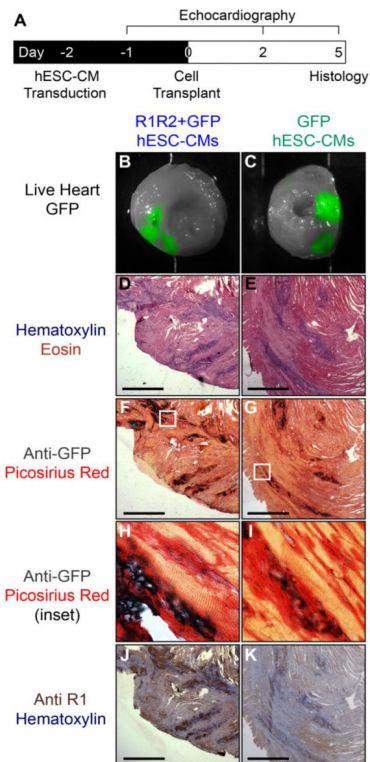 A
Echocardiography
Day -2 -1 0 2 5
hESC-CM Transduction
Cell Transplant
Histology
R1R2+GFP hESC-CMs
GFP hESC-CMs
Live Heart GFP
B
C
Hematoxylin Eosin
D
E
Anti-GFP Picosirius Red
F
G
Anti-GFP Picosirius Red (inset)
H
I
Anti R1 Hematoxylin
J
K